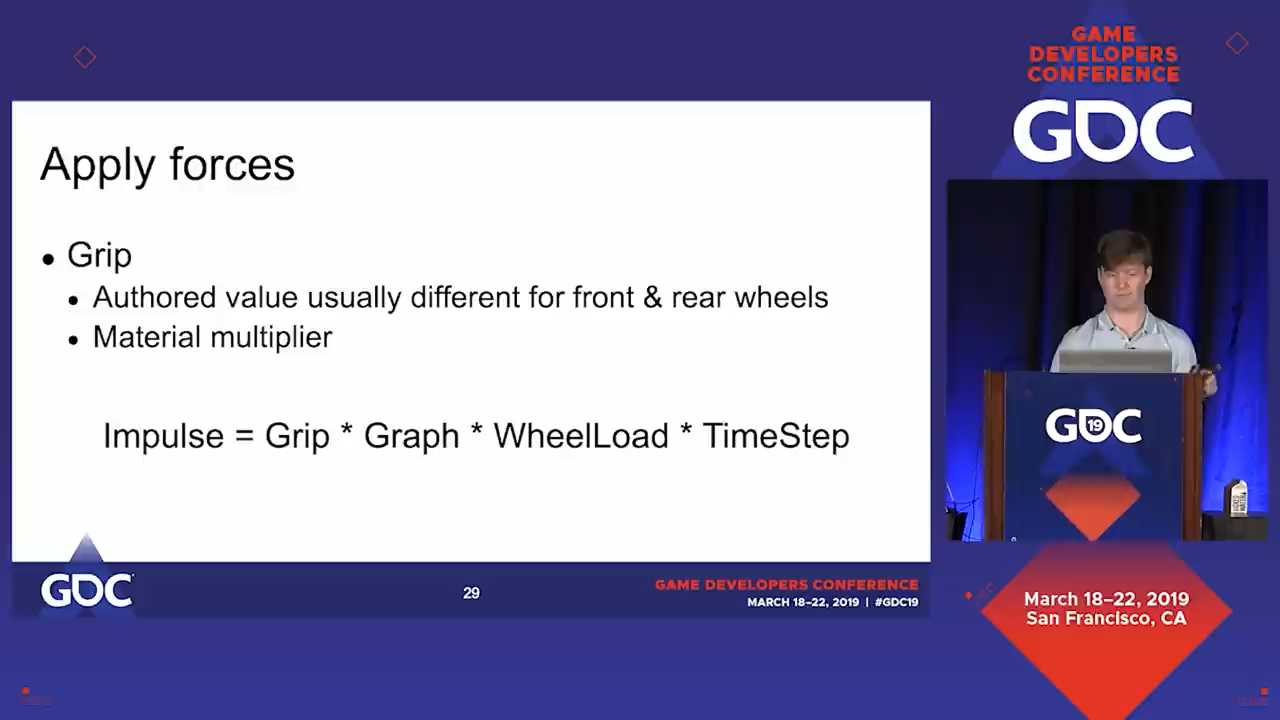 GAME
DEVELOPERS
CONFERENCE
GDC
Apply forces
• Grip
• Authored value usually different for front & rear wheels
• Material multiplier
Impulse = Grip * Graph * WheelLoad * TimeStep
GDC
29
GAME DEVELOPERS CONFERENCE
MARCH 18–22, 2019 | #GDC19
GDC
19
March 18–22, 2019
San Francisco, CA